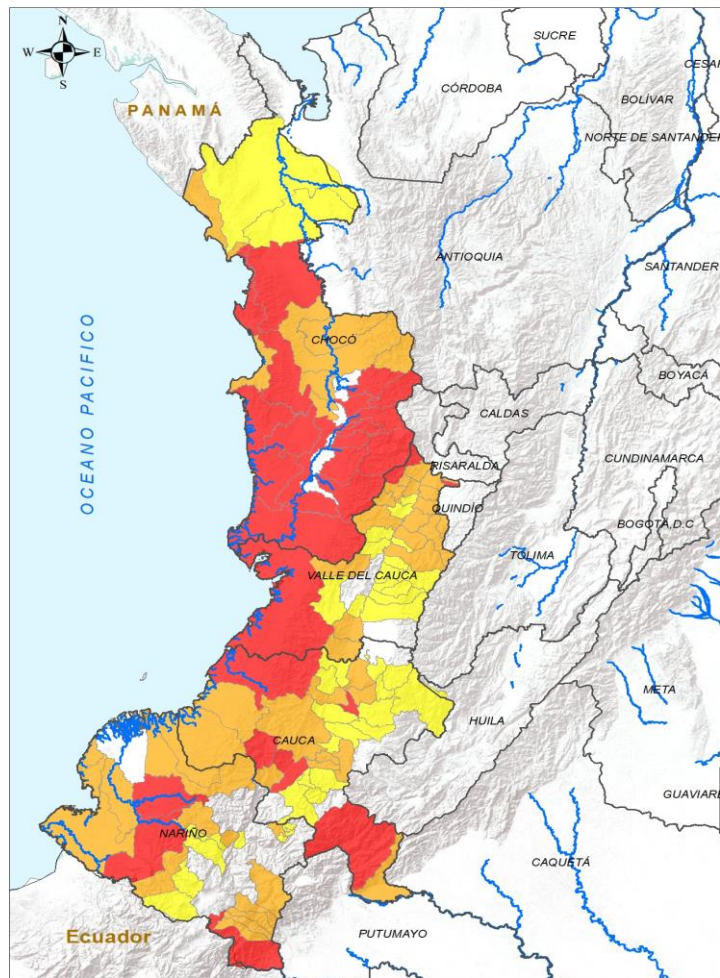 N
W E
S
SUCRE
CESAR
CÓRDOBA
BOLÍVAR
PANAMÁ
NORTE DE SANTANDER
ANTIOQUIA
SANTANDER
OCEANO PACIFICO
CHOCÓ
BOYACÁ
CALDAS
CUNDINAMARCA
RISARALDA
QUINDÍO
BOGOTÁ,D.C
TOLIMA
VALLE DEL CAUCA
META
HUILA
CAUCA
GUAVIARE
NARIÑO
CAQUETÁ
PUTUMAYO
Ecuador